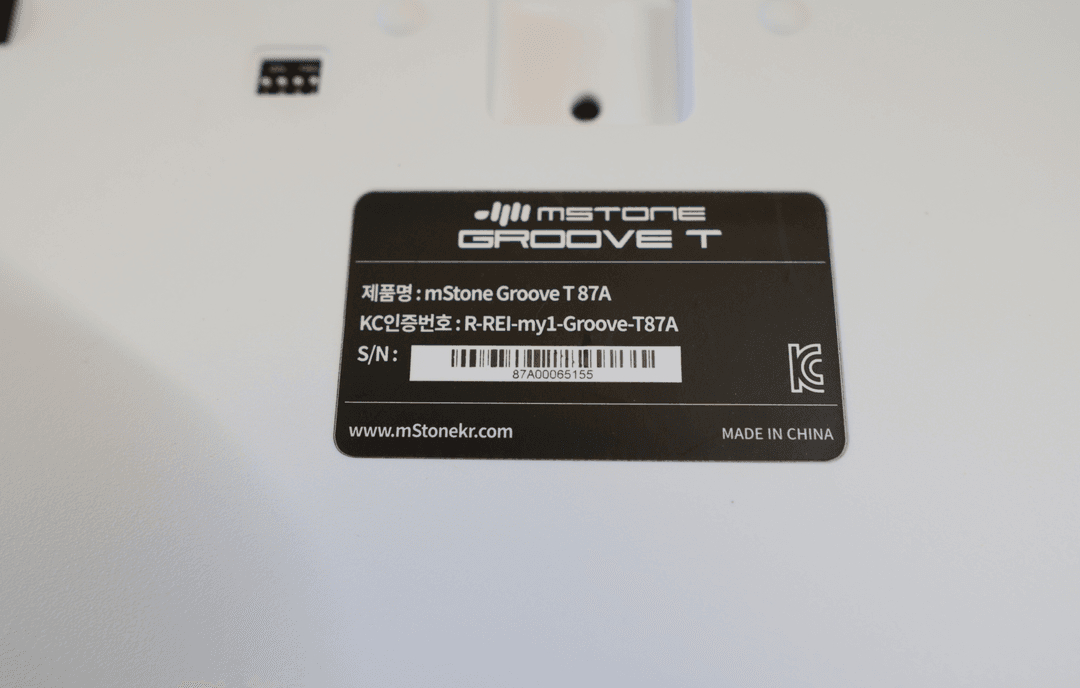 MSTONE
GROOVE T
제품명 : mStone Groove T 87A
KC인증번호 : R-REI-my1-Groove-T87A
S/N :
87A00065155
www.mStonekr.com
MADE IN CHINA